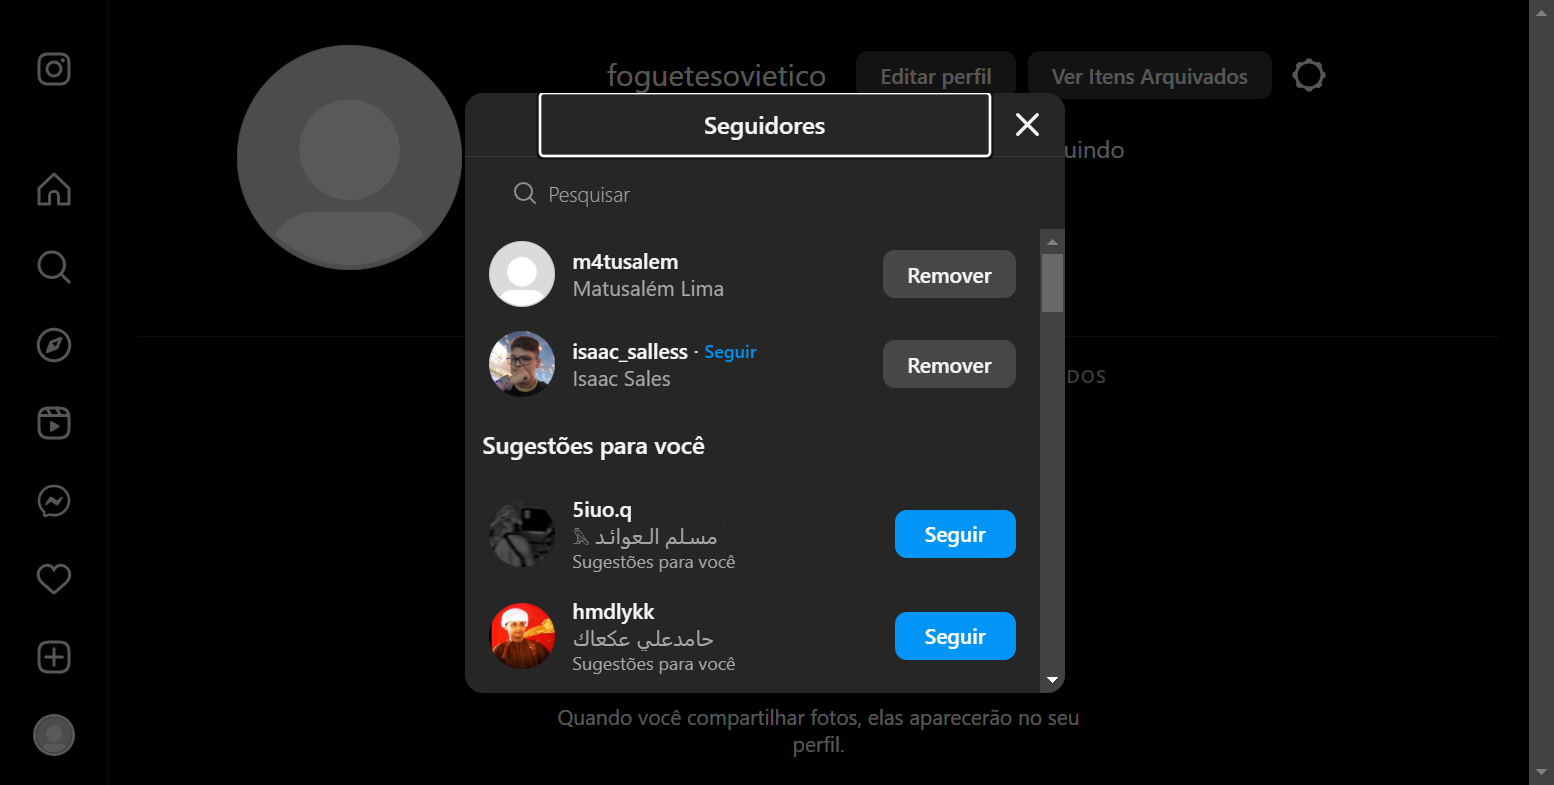 foguetesovietico
Editar perfil
Ver Itens Arquivados
Seguidores
uindo
Pesquisar
m4tusalem
Matusalém Lima
Remover
isaac_salless · Seguir
Isaac Sales
Remover
DOS
Sugestões para você
5iuo.q
مسلم الـعوائـد 𓅓
Sugestões para você
Seguir
hmdlykk
حامدعلي عكعاك
Sugestões para você
Seguir
Quando você compartilhar fotos, elas aparecerão no seu
perfil.